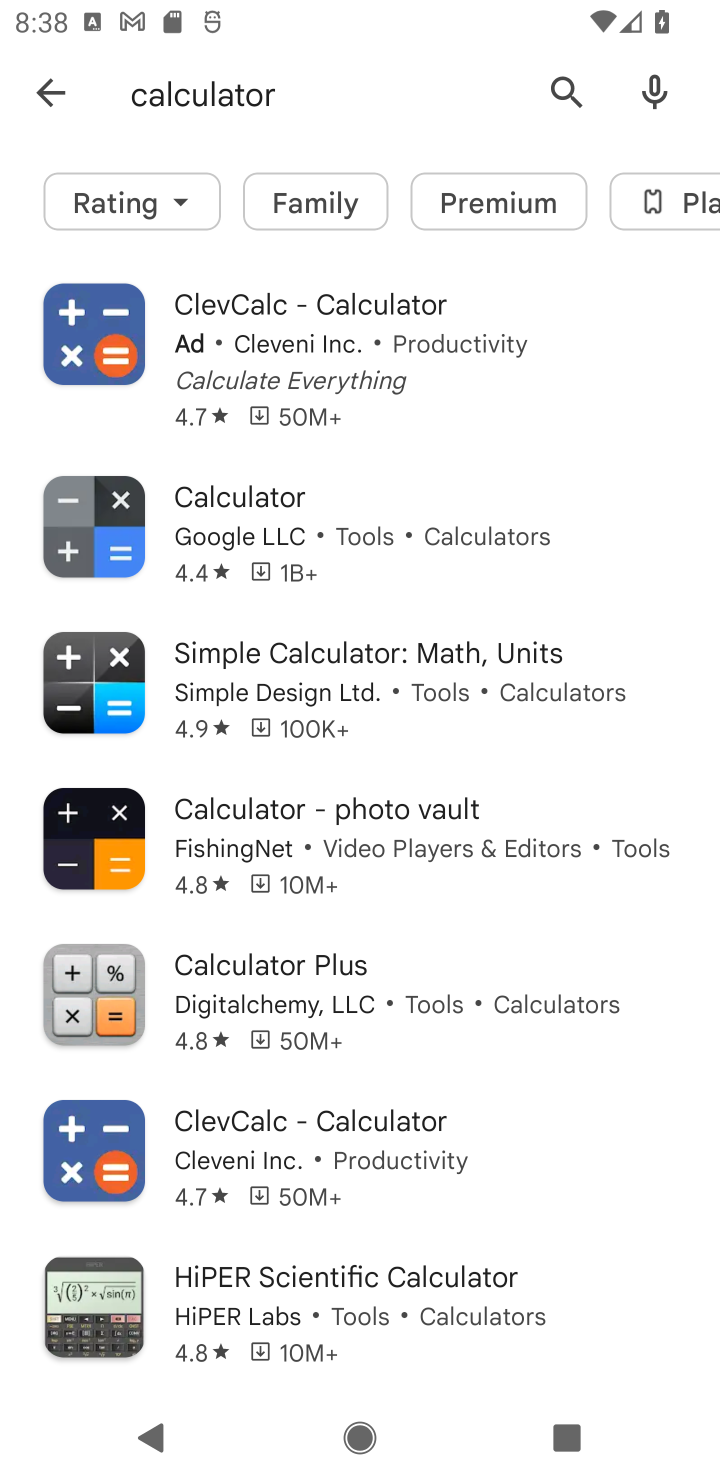 8:38
calculator
Rating
Family
Premium
Pla
ClevCalc - Calculator
Ad • Cleveni Inc. • Productivity
Calculate Everything
4.7★ 50M+
Calculator
Google LLC • Tools • Calculators
4.4★ 1B+
Simple Calculator: Math, Units
Simple Design Ltd. • Tools • Calculators
4.9★ 100K+
Calculator - photo vault
FishingNet • Video Players & Editors • Tools
4.8★ 10M+
Calculator Plus
Digitalchemy, LLC • Tools • Calculators
4.8★ 50M+
ClevCalc - Calculator
Cleveni Inc. • Productivity
4.7★ 50M+
HiPER Scientific Calculator
HiPER Labs • Tools • Calculators
4.8★ 10M+